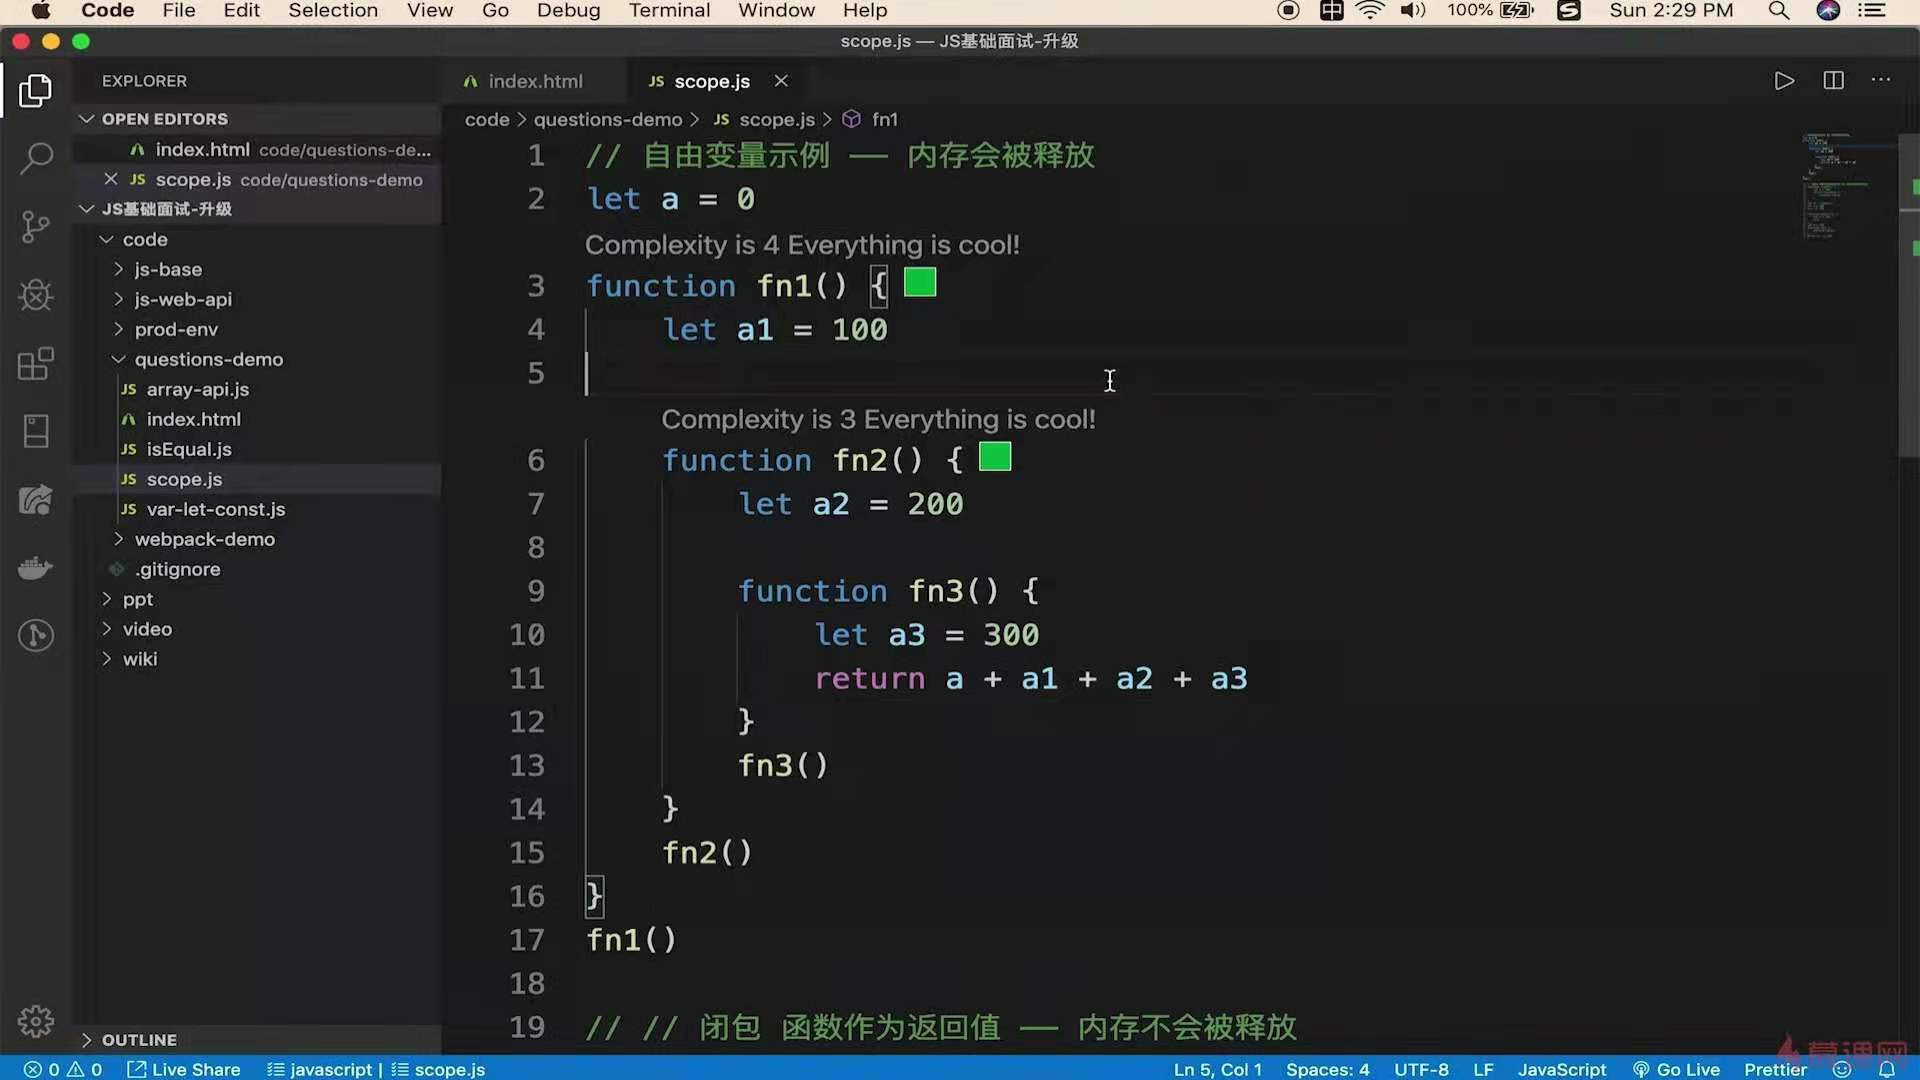 Code File Edit Selection View Go Debug Terminal Window Help 中 100% Sun 2:29 PM
scope.js — JS基础面试-升级
EXPLORER
OPEN EDITORS
index.html code/questions-de...
JS scope.js code/questions-demo
JS基础面试-升级
code
js-base
js-web-api
prod-env
questions-demo
JS array-api.js
index.html
JS isEqual.js
JS scope.js
JS var-let-const.js
webpack-demo
.gitignore
ppt
video
wiki
OUTLINE
index.html JS scope.js
code > questions-demo > JS scope.js > fn1
1 // 自由变量示例 —— 内存会被释放
2 let a = 0
Complexity is 4 Everything is cool!
3 function fn1() {
4 let a1 = 100
5
Complexity is 3 Everything is cool!
6 function fn2() {
7 let a2 = 200
8
9 function fn3() {
10 let a3 = 300
11 return a + a1 + a2 + a3
12 }
13 fn3()
14 }
15 fn2()
16 }
17 fn1()
18
19 // // 闭包 函数作为返回值 —— 内存不会被释放
慕课网
0 0 Live Share javascript | scope.js Ln 5, Col 1 Spaces: 4 UTF-8 LF JavaScript Go Live Prettier